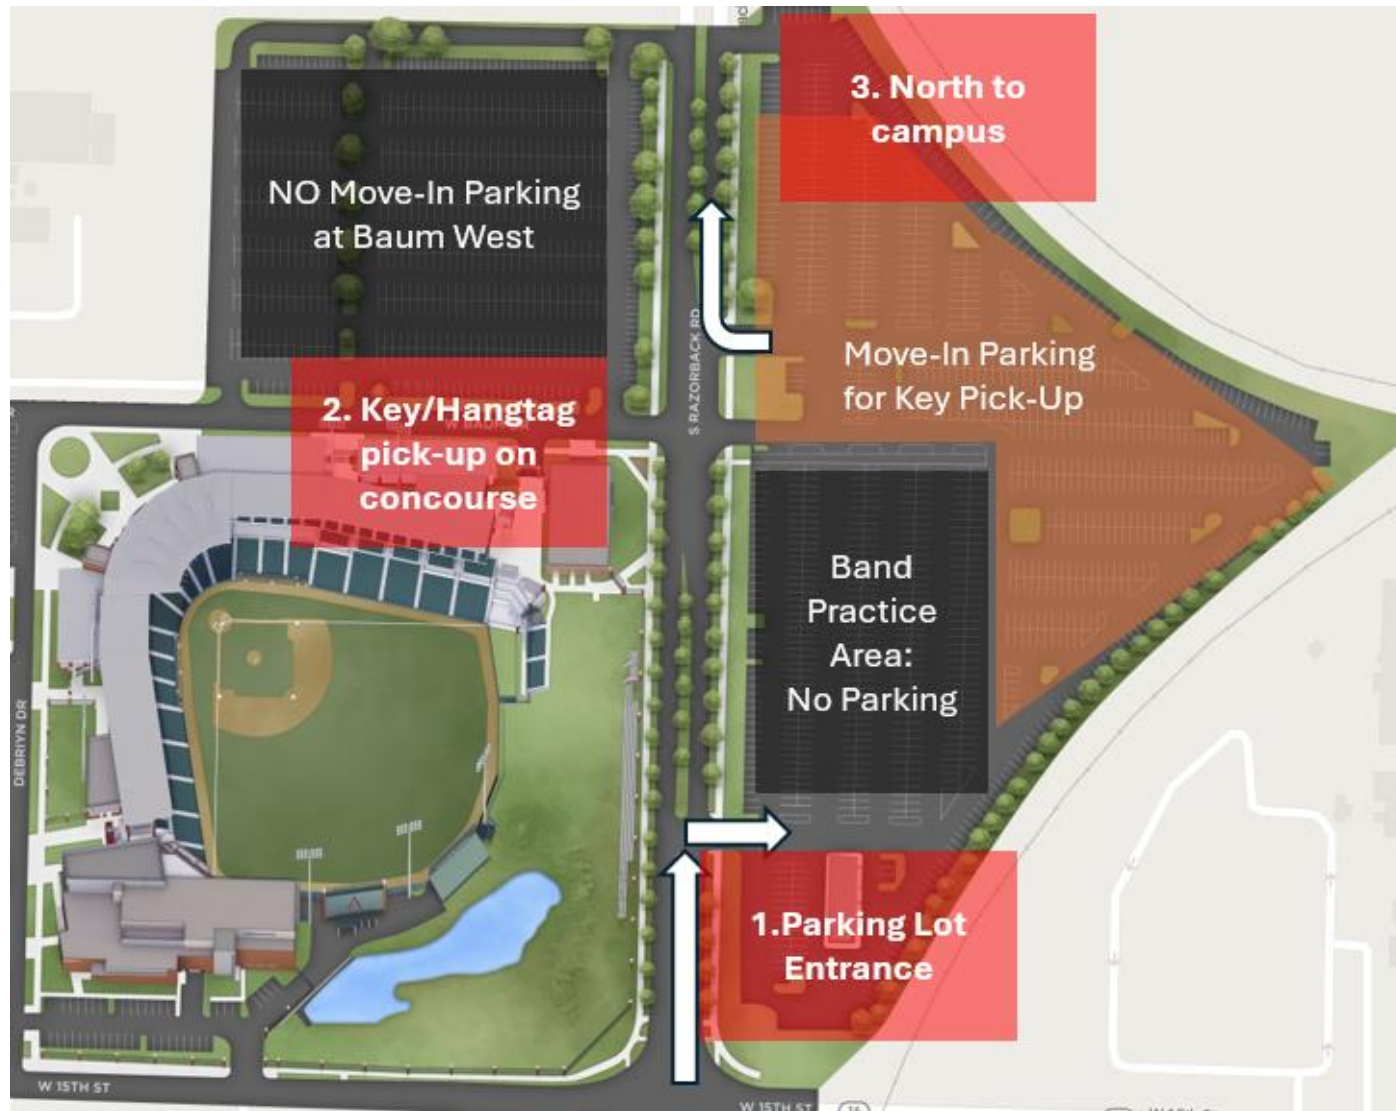 3. North to
campus
NO Move-In Parking
at Baum West
S RAZORBACK RD
Move-In Parking
for Key Pick-Up
2. Key/Hangtag
pick-up on
concourse
Band
Practice
Area:
No Parking
DEBRIYN DR
1.Parking Lot
Entrance
W 15TH ST
W 15TH ST
16